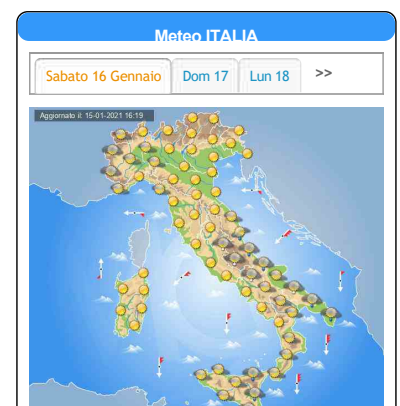 Meteo ITALIA
Sabato 16 Gennaio Dom 17 Lun 18 >>
Aggiornato il: 15-01-2021 16:19